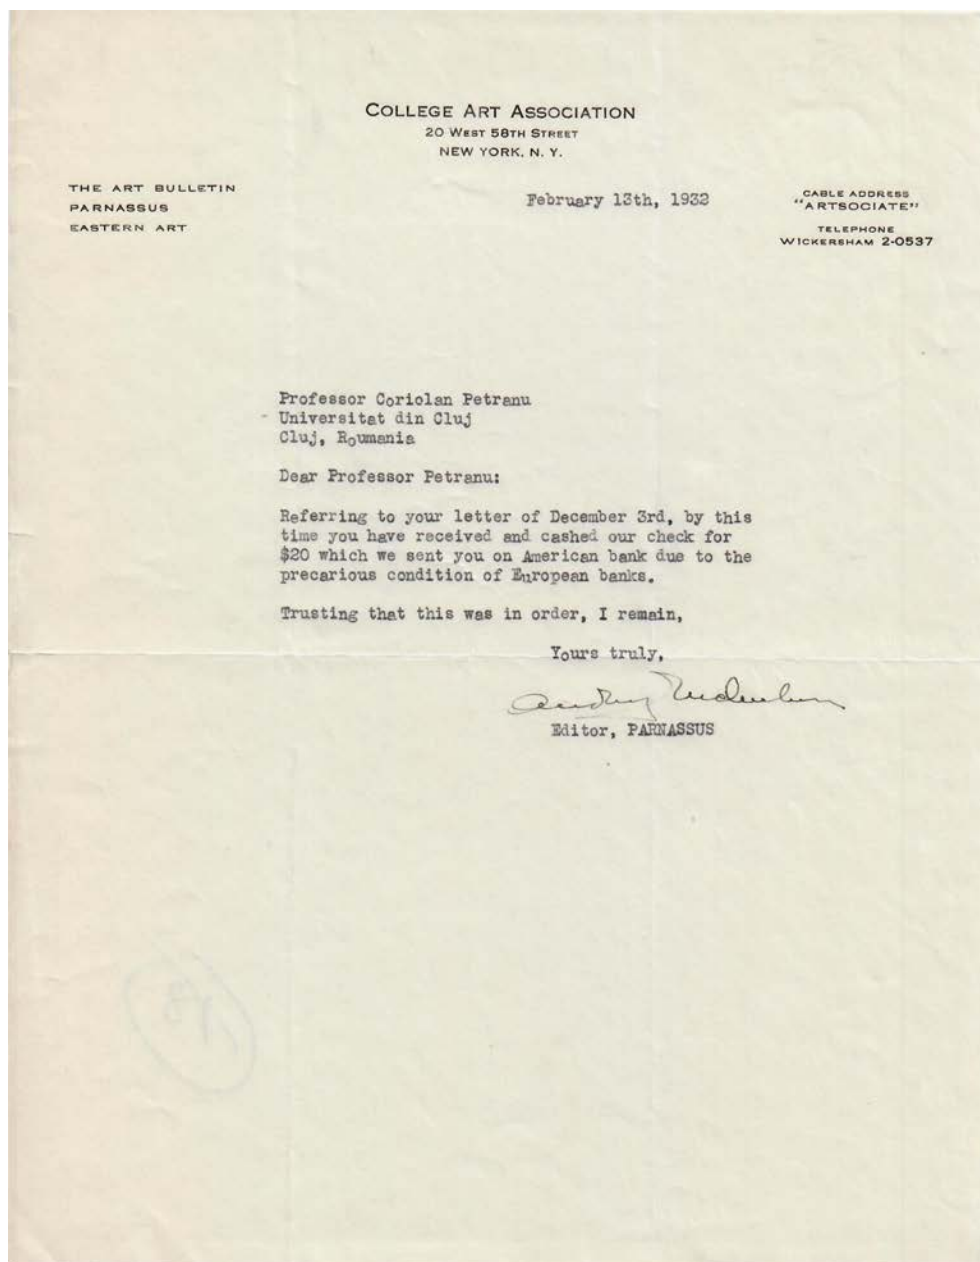 COLLEGE ART ASSOCIATION
20 WEST 58TH STREET
NEW YORK, N. Y.
THE ART BULLETIN
PARNASSUS
EASTERN ART
February 13th, 1932
CABLE ADDRESS
"ARTSOCIATE"
TELEPHONE
WICKERSHAM 2-0537
Professor Coriolan Petranu
Universitat din Cluj
Cluj, Roumania
Dear Professor Petranu:
Referring to your letter of December 3rd, by this
time you have received and cashed our check for
$20 which we sent you on American bank due to the
precarious condition of European banks.
Trusting that this was in order, I remain,
Yours truly,
Editor, PARNASSUS